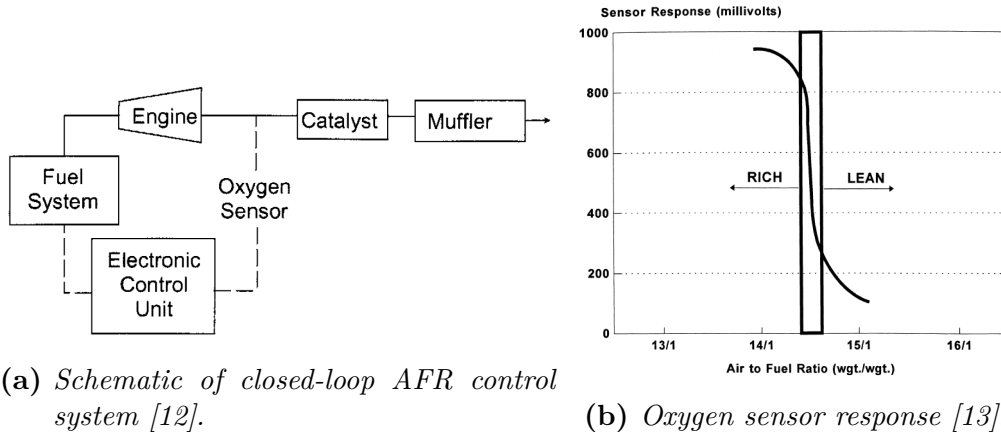 Engine
Catalyst
Muffler
Fuel
System
Oxygen
Sensor
Electronic
Control
Unit
(a) Schematic of closed-loop AFR control
system [12].
Sensor Response (millivolts)
1000
800
600
400
200
0
RICH
LEAN
13/1
14/1
15/1
16/1
Air to Fuel Ratio (wgt./wgt.)
(b) Oxygen sensor response [13]